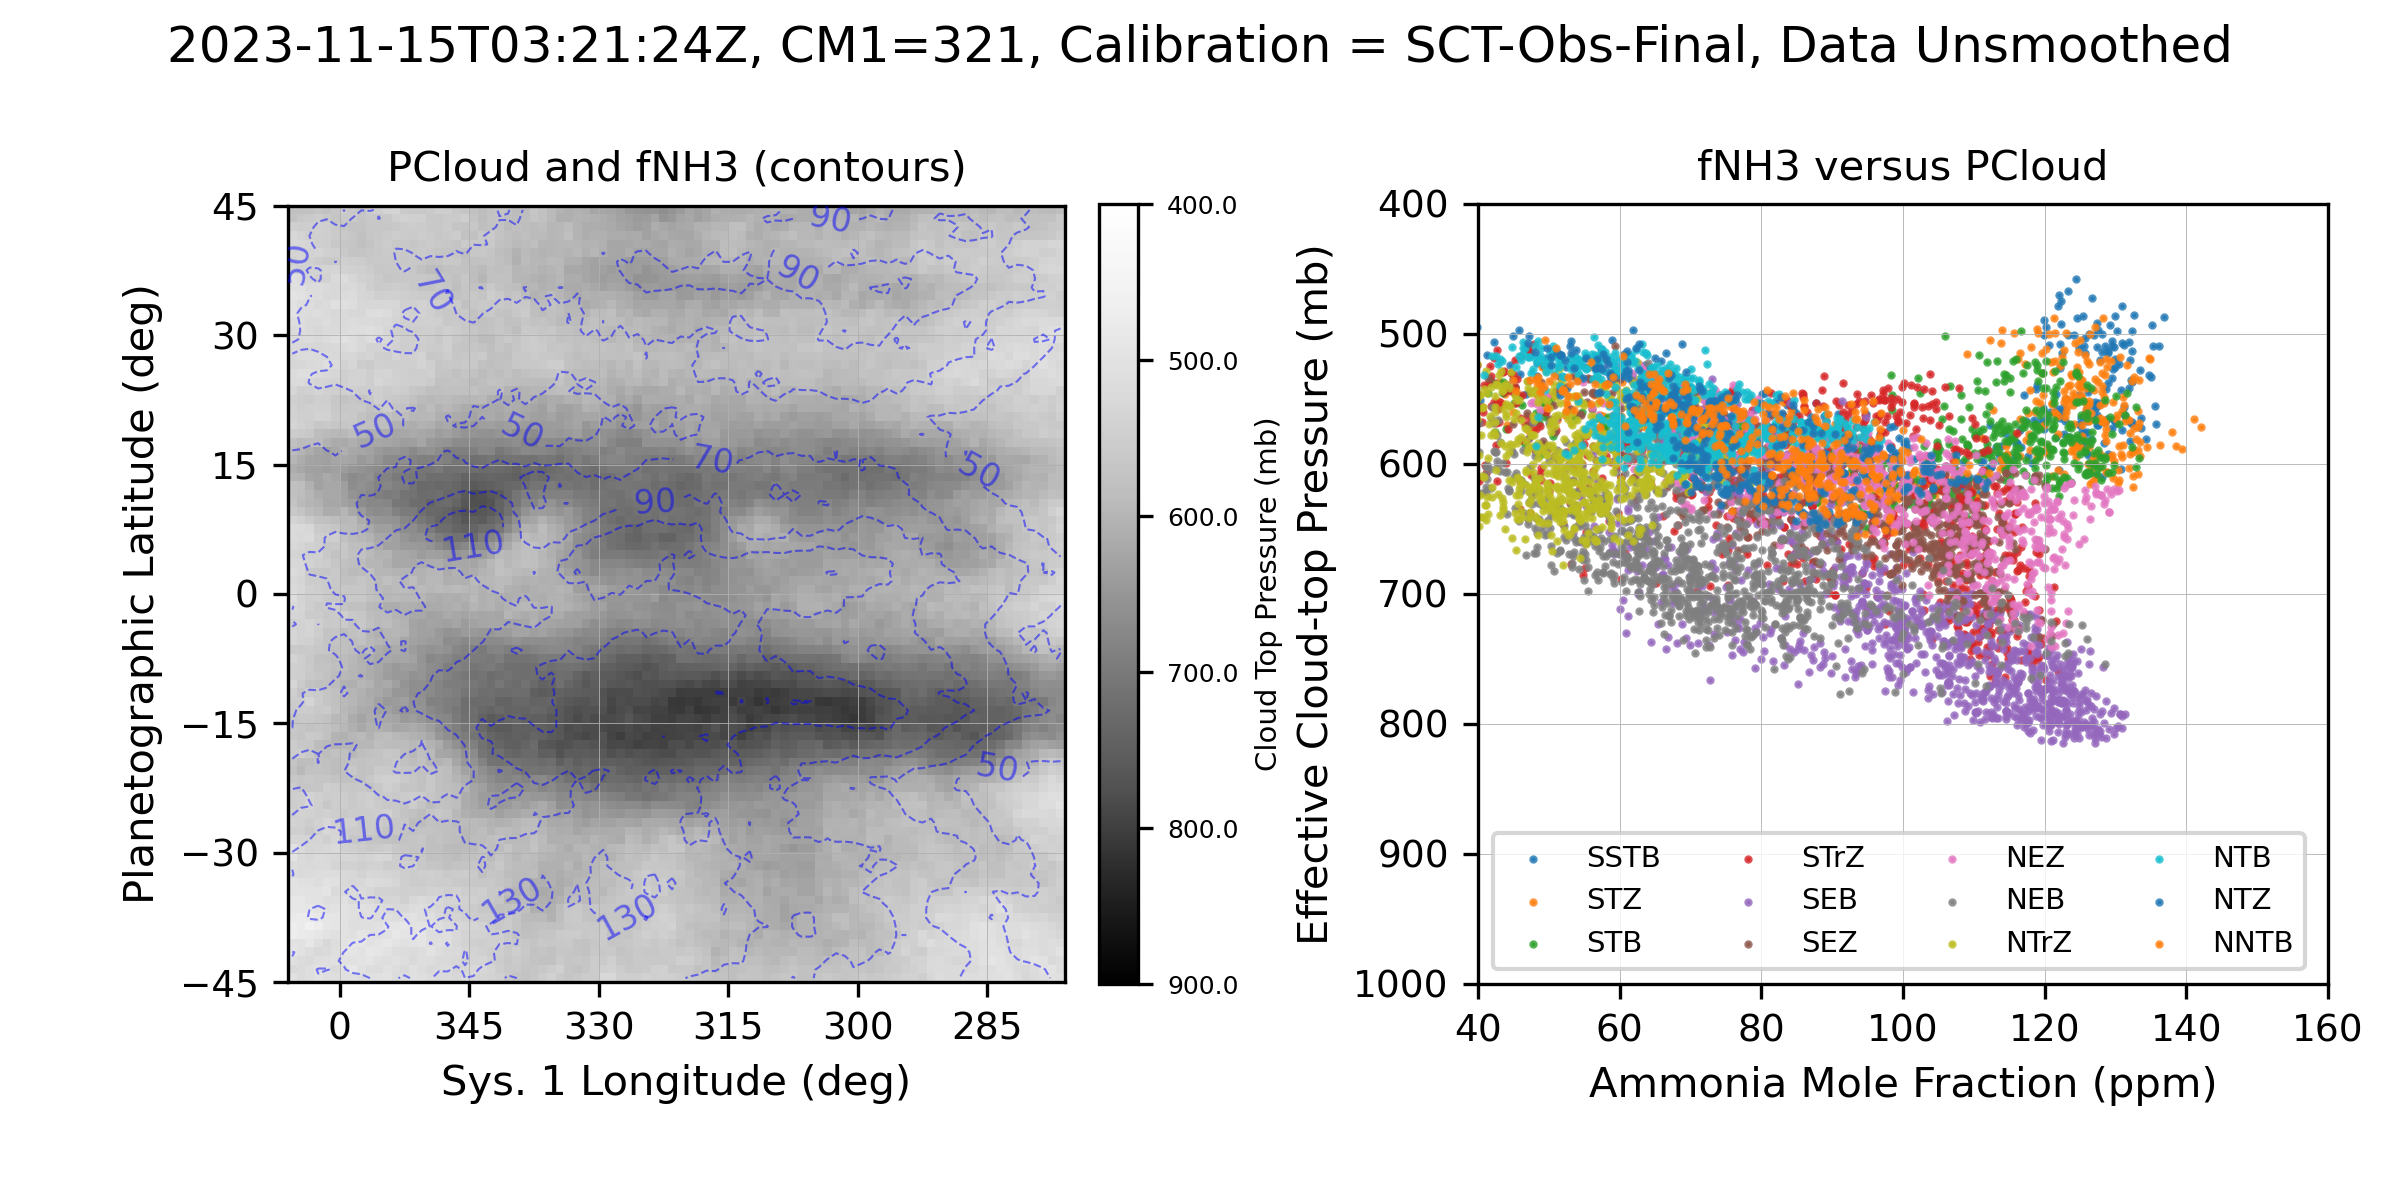 2023-11-15T03:21:24Z, CM1=321, Calibration = SCT-Obs-Final, Data Unsmoothed
PCloud and fNH3 (contours)
45
30
15
0
−15
−30
−45
Planetographic Latitude (deg)
0
345
330
315
300
285
Sys. 1 Longitude (deg)
90
50
70
90
50
50
70
50
90
110
50
110
130
130
400.0
500.0
600.0
700.0
800.0
900.0
Cloud Top Pressure (mb)
fNH3 versus PCloud
400
500
600
700
800
900
1000
Effective Cloud-top Pressure (mb)
SSTB
STZ
STB
STrZ
SEB
SEZ
NEZ
NEB
NTrZ
NTB
NTZ
NNTB
40
60
80
100
120
140
160
Ammonia Mole Fraction (ppm)